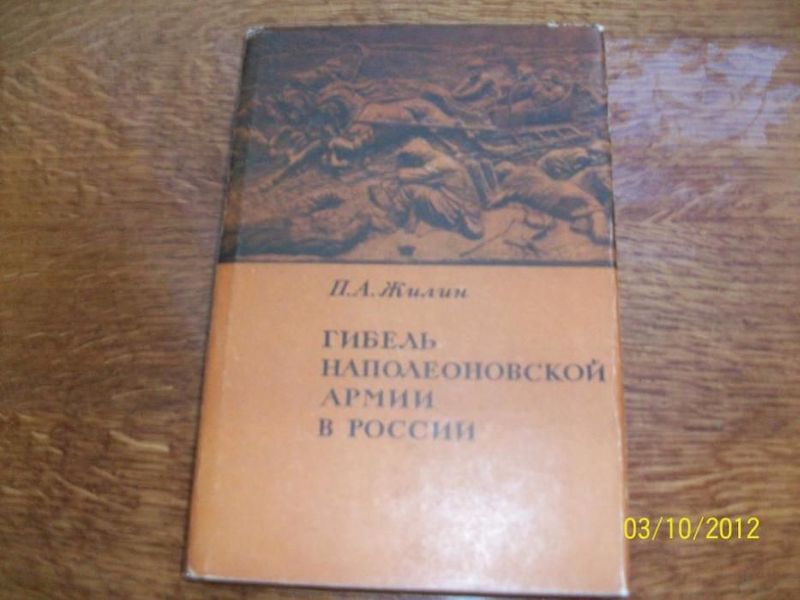 П.А.Жилин
ГИБЕЛЬ
НАПОЛЕОНОВСКОЙ
АРМИИ
В РОССИИ
03/10/2012